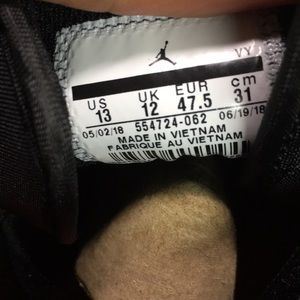 VY
US UK EUR cm
13 12 47.5 31
05/02/18 554724-062 06/19/18
MADE IN VIETNAM
FABRIQUE AU VIETNAM